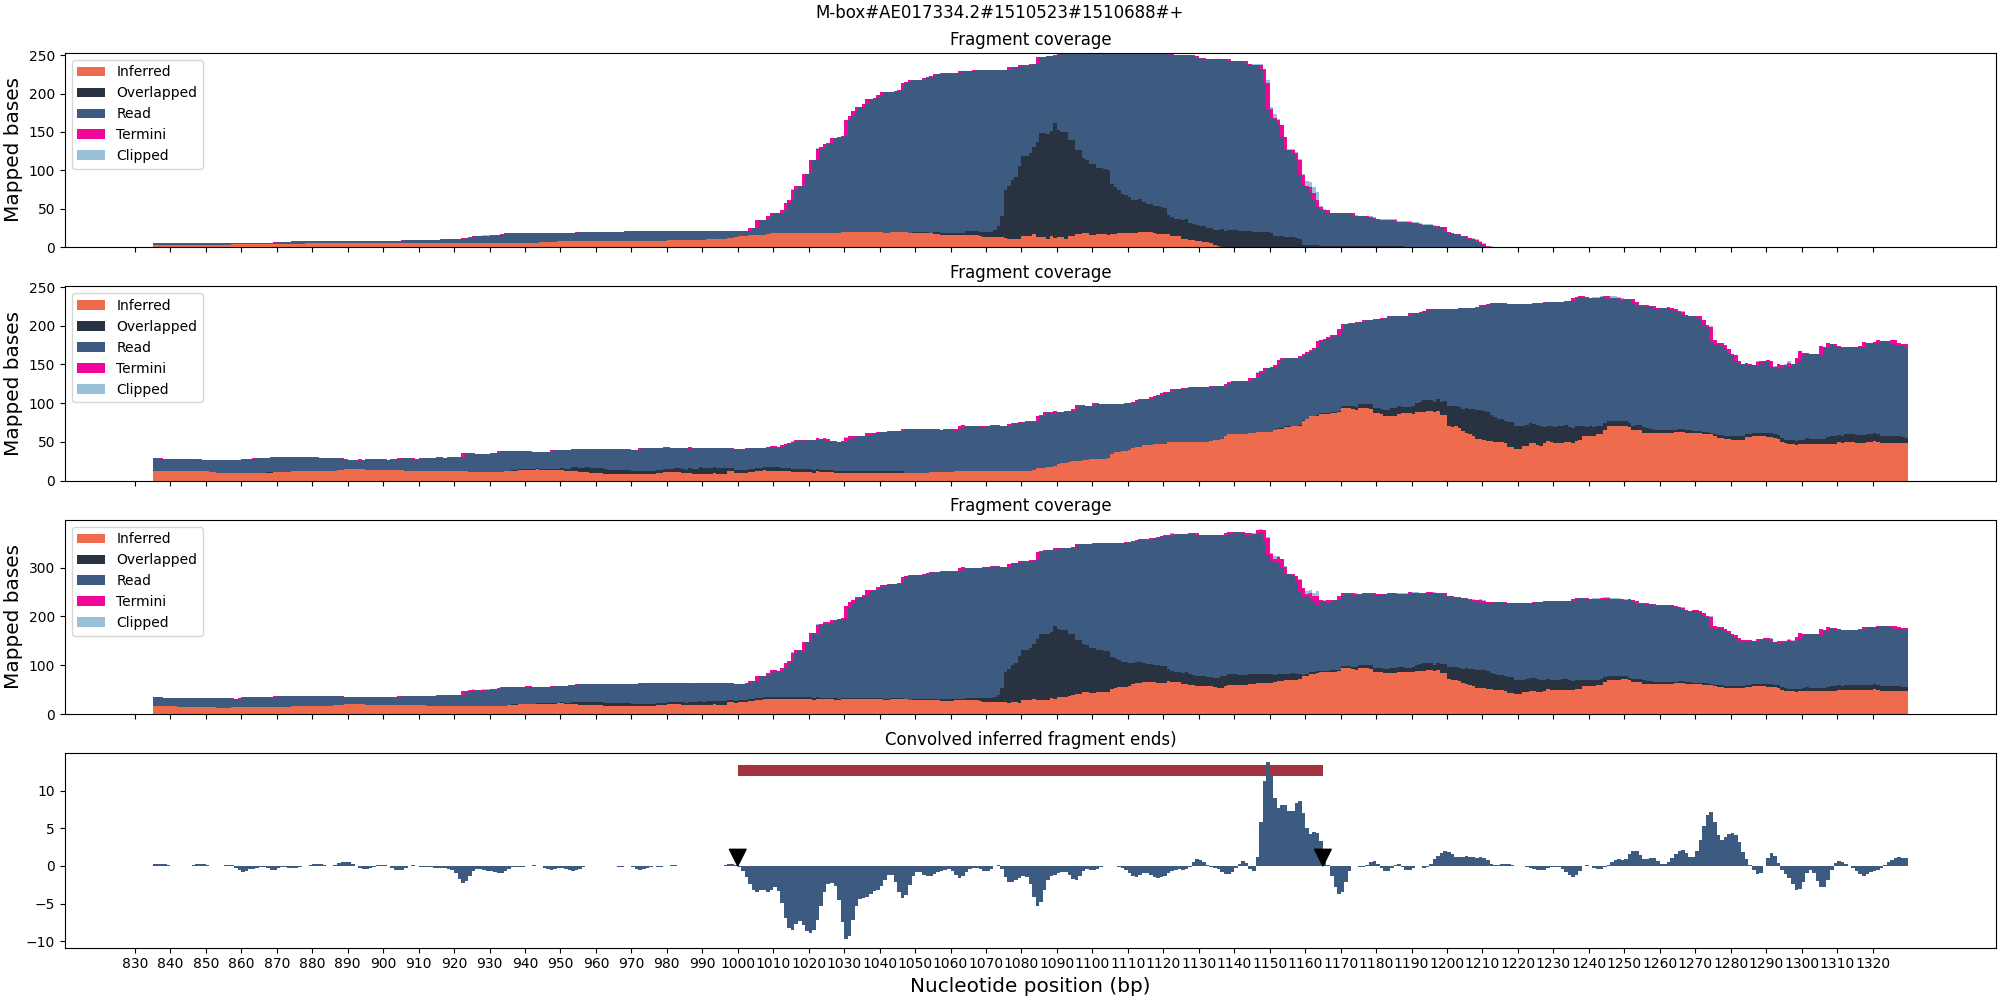 M-box#AE017334.2#1510523#1510688#+
Fragment coverage
Mapped bases
250
200
150
100
50
0
Inferred
Overlapped
Read
Termini
Clipped
Fragment coverage
Mapped bases
250
200
150
100
50
0
Inferred
Overlapped
Read
Termini
Clipped
Fragment coverage
Mapped bases
300
200
100
0
Inferred
Overlapped
Read
Termini
Clipped
Convolved inferred fragment ends)
10
5
0
−5
−10
830 840 850 860 870 880 890 900 910 920 930 940 950 960 970 980 990 1000 1010 1020 1030 1040 1050 1060 1070 1080 1090 1100 1110 1120 1130 1140 1150 1160 1170 1180 1190 1200 1210 1220 1230 1240 1250 1260 1270 1280 1290 1300 1310 1320
Nucleotide position (bp)